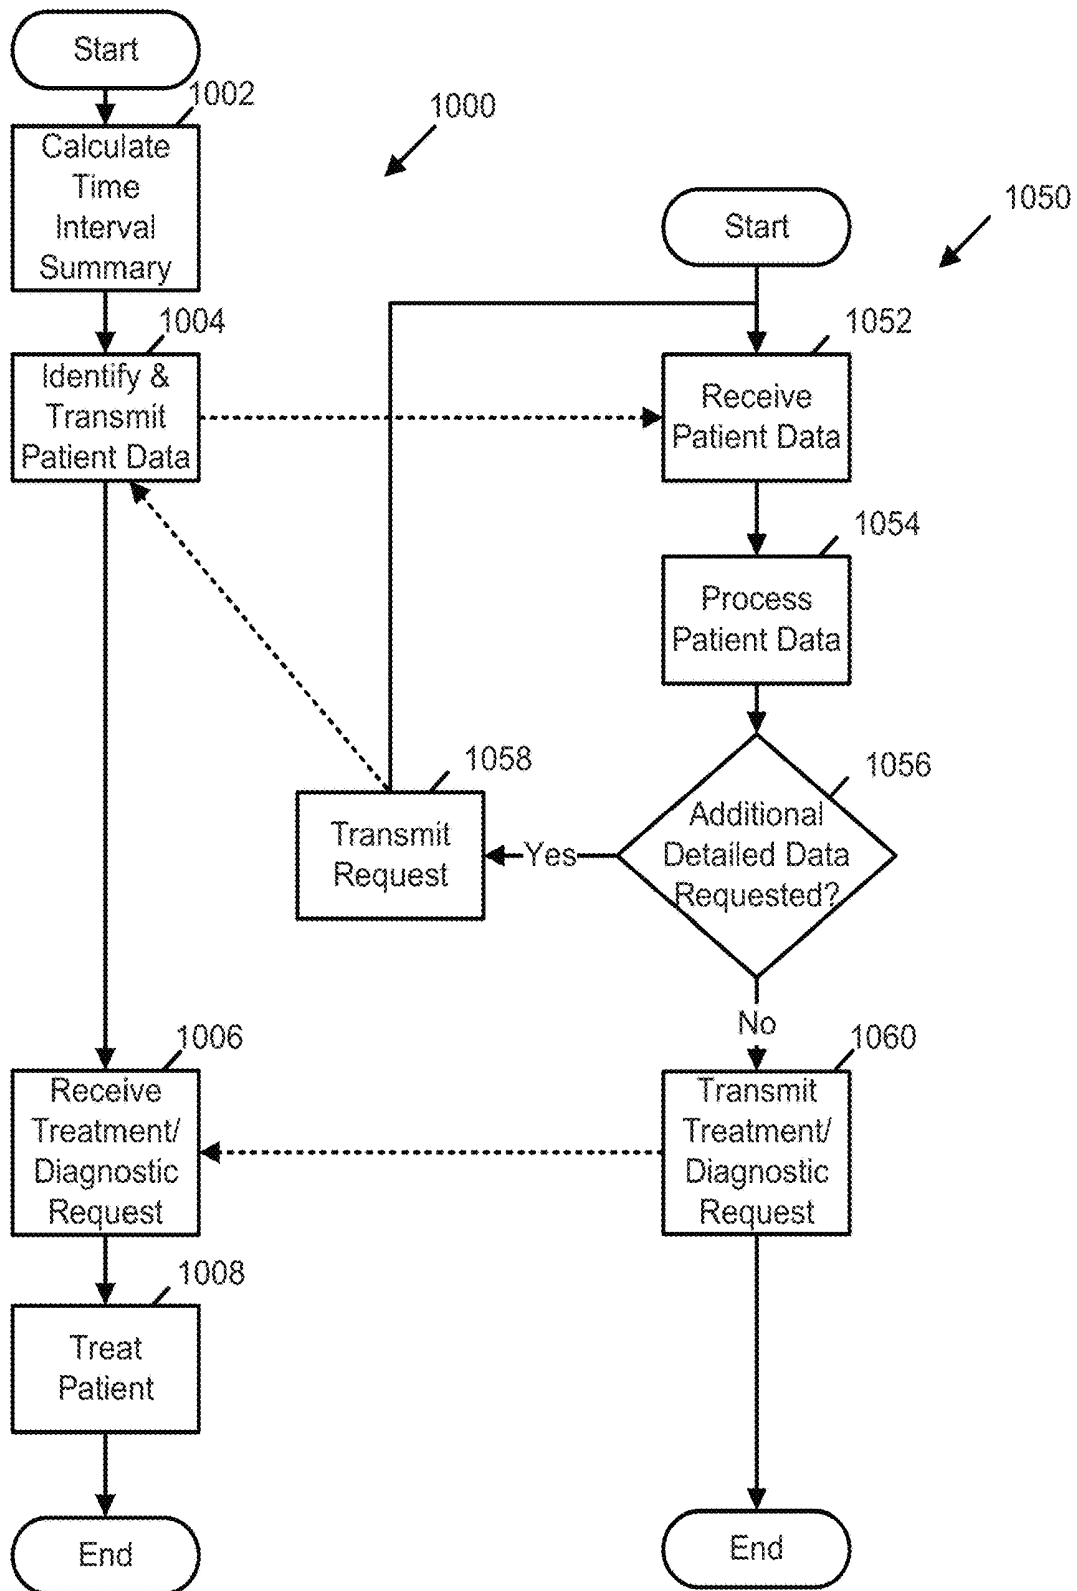 Start
1002
Calculate
Time
Interval
Summary
1000
1050
Start
1004
Identify &
Transmit
Patient Data
1052
Receive
Patient Data
1054
Process
Patient Data
1056
Additional
Detailed Data
Requested?
Yes
1058
Transmit
Request
No
1006
Receive
Treatment/
Diagnostic
Request
1060
Transmit
Treatment/
Diagnostic
Request
1008
Treat
Patient
End
End